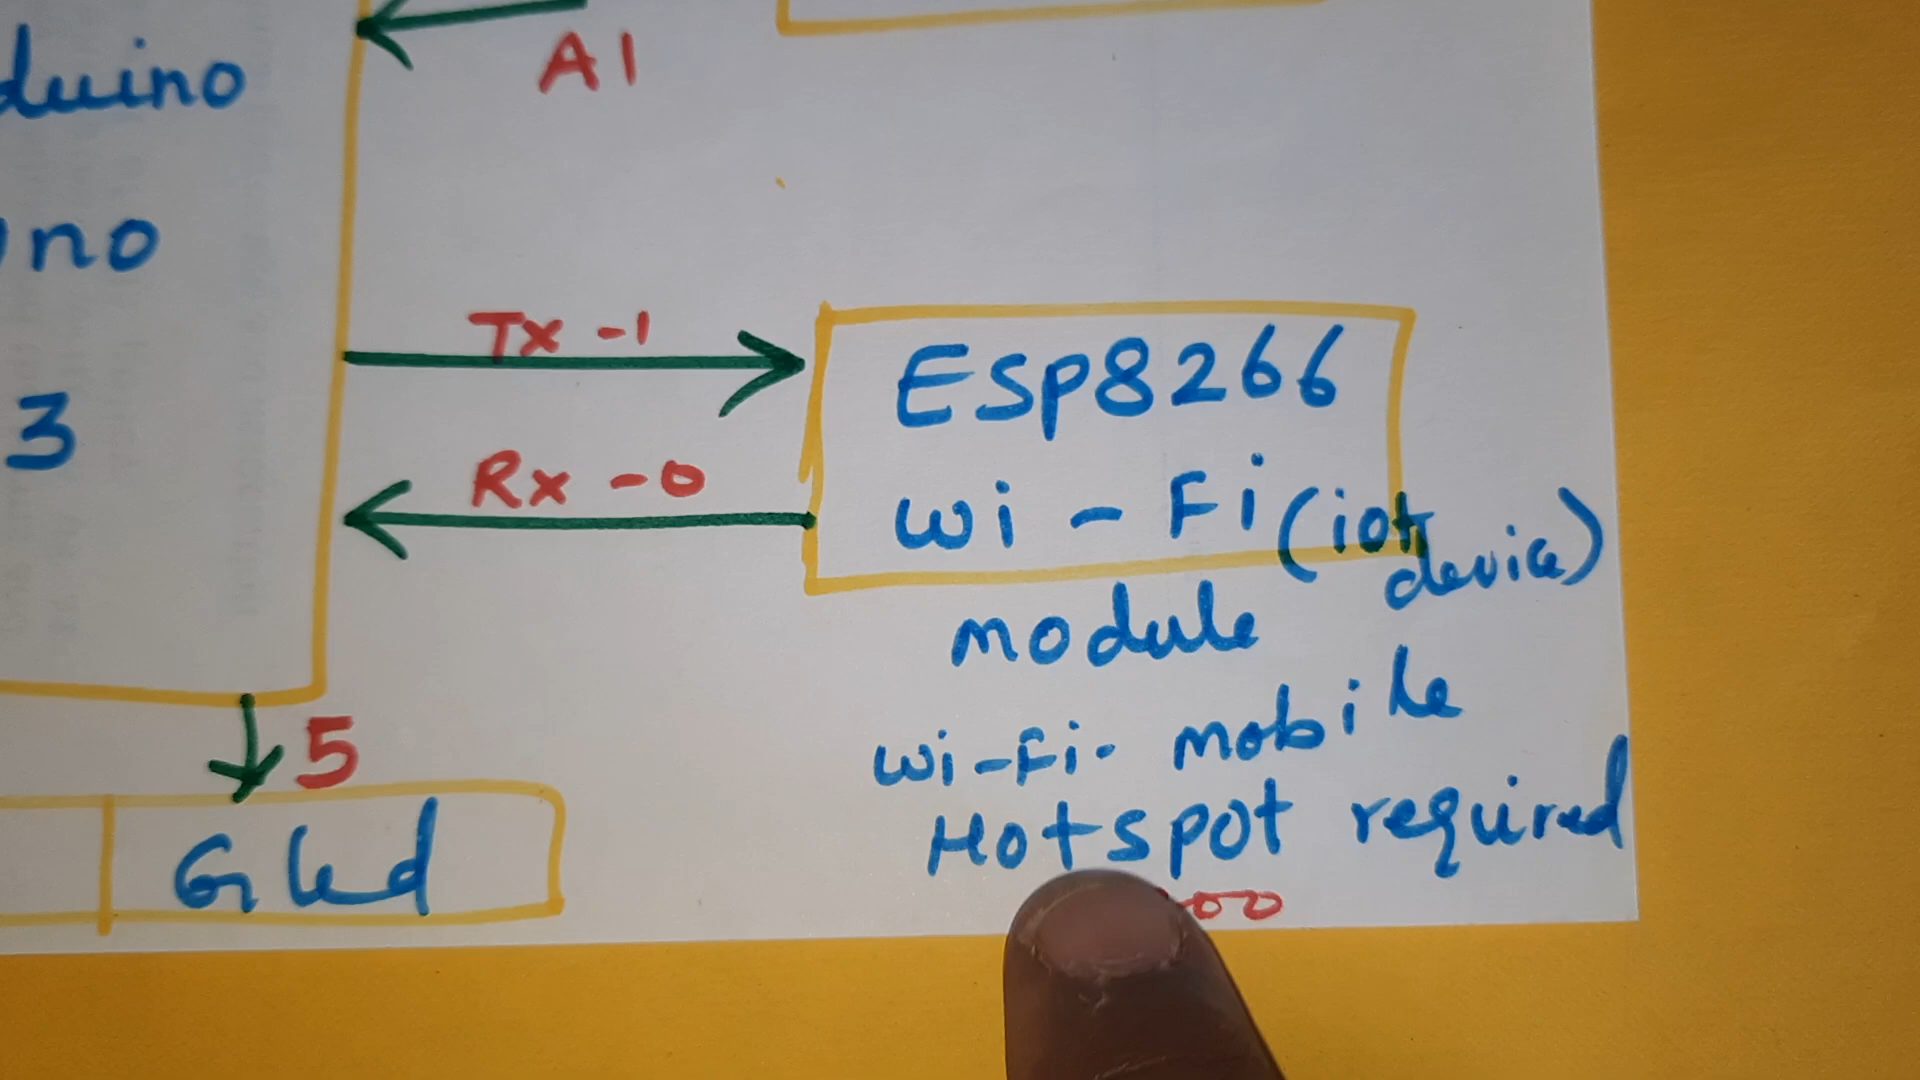 duino
A1
no
Tx -1
3
Rx -0
Esp8266
Wi - Fi (iot device)
module
Wi-Fi- mobile
Hotspot required
5
G led